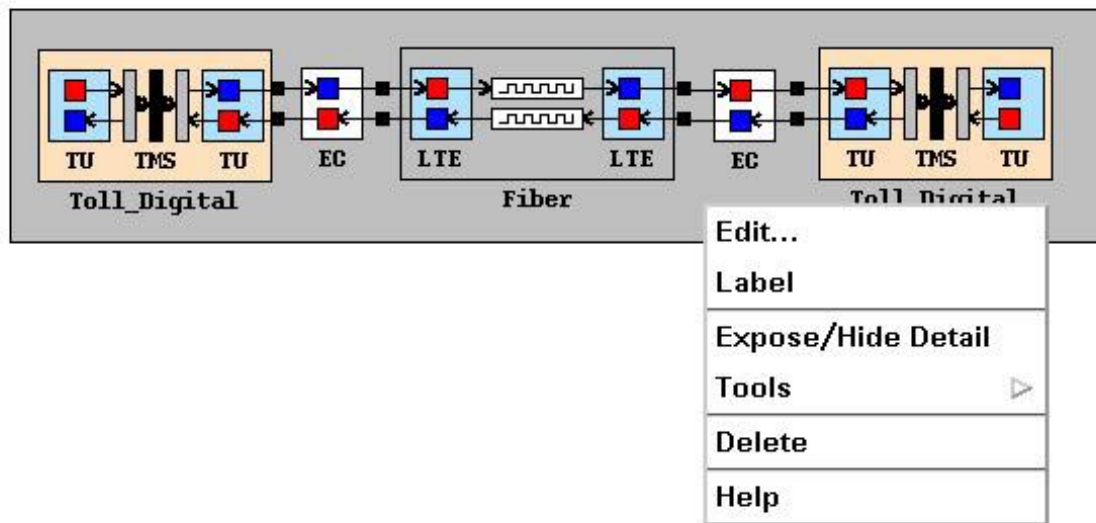 TU TMS TU EC LTE LTE EC TU TMS TU
Toll_Digital Fiber Toll_Digital
Edit...
Label
Expose/Hide Detail
Tools
Delete
Help